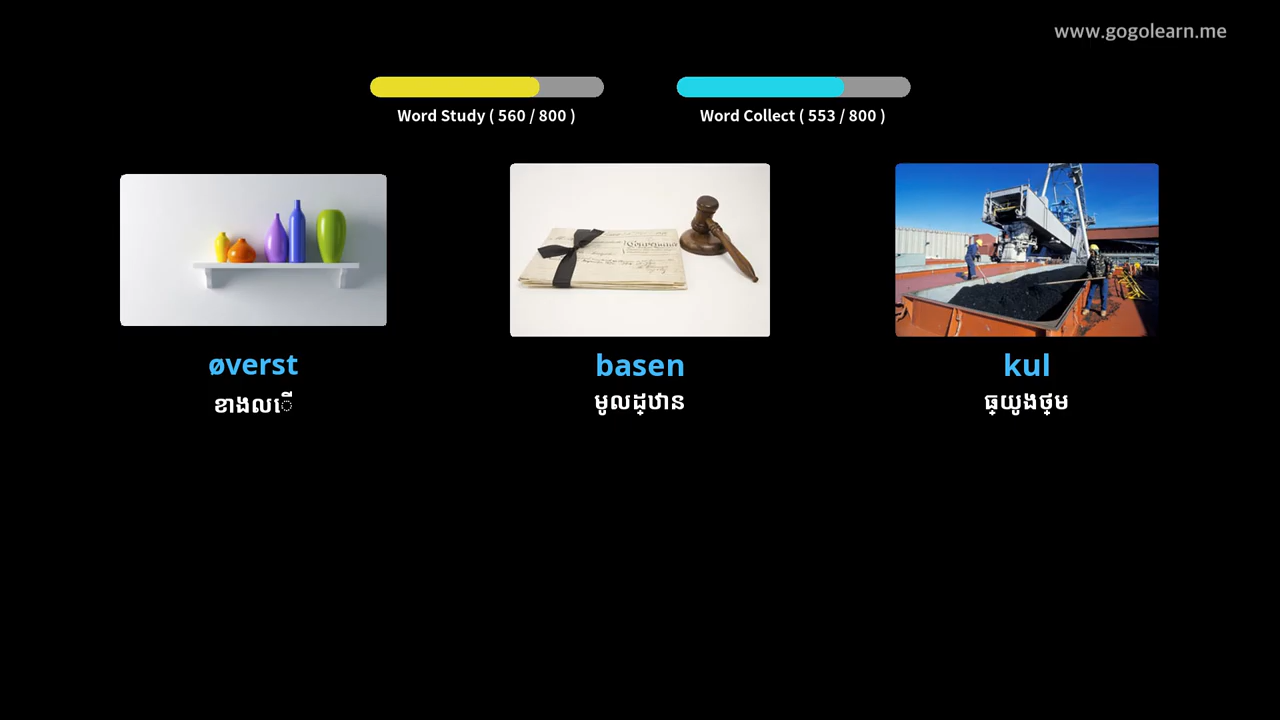 www.gogolearn.me
Word Study ( 560 / 800 )
Word Collect ( 553 / 800 )
øverst
basen
kul
ខាងលើ
មូលដ្ឋាន
ធ្យូងថ្ម